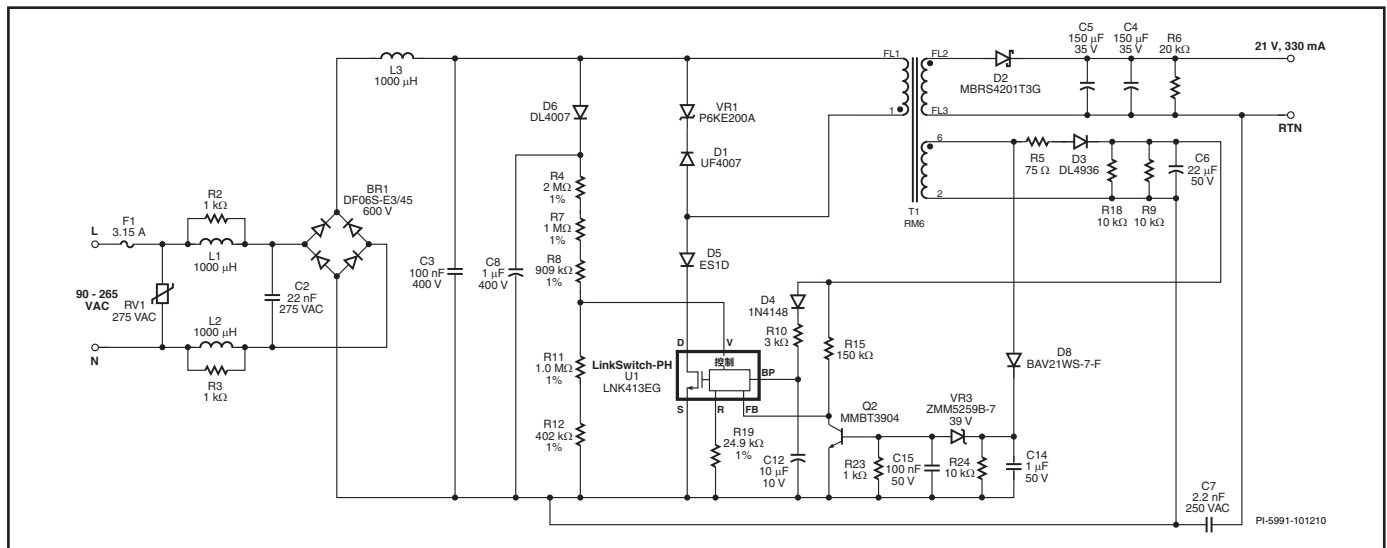 L3
1000 µH
D6
DL4007
VR1
P6KE200A
D1
UF4007
FL1
1
FL2
FL3
D2
MBRS4201T3G
C5
150 µF
35 V
C4
150 µF
35 V
R6
20 kΩ
21 V, 330 mA
RTN
6
2
T1
RM6
R5
75 Ω
D3
DL4936
R18
10 kΩ
R9
10 kΩ
C6
22 µF
50 V
L
F1
3.15 A
90 - 265
VAC
RV1
275 VAC
N
R2
1 kΩ
L1
1000 µH
L2
1000 µH
R3
1 kΩ
C2
22 nF
275 VAC
BR1
DF06S-E3/45
600 V
C3
100 nF
400 V
C8
1 µF
400 V
R4
2 MΩ
1%
R7
1 MΩ
1%
R8
909 kΩ
1%
R11
1.0 MΩ
1%
R12
402 kΩ
1%
D5
ES1D
D
V
控制
BP
S
R
FB
LinkSwitch-PH
U1
LNK413EG
R19
24.9 kΩ
1%
D4
1N4148
R10
3 kΩ
R15
150 kΩ
C12
10 µF
10 V
Q2
MMBT3904
R23
1 kΩ
C15
100 nF
50 V
VR3
ZMM5259B-7
39 V
R24
10 kΩ
D8
BAV21WS-7-F
C14
1 µF
50 V
C7
2.2 nF
250 VAC
PI-5991-101210